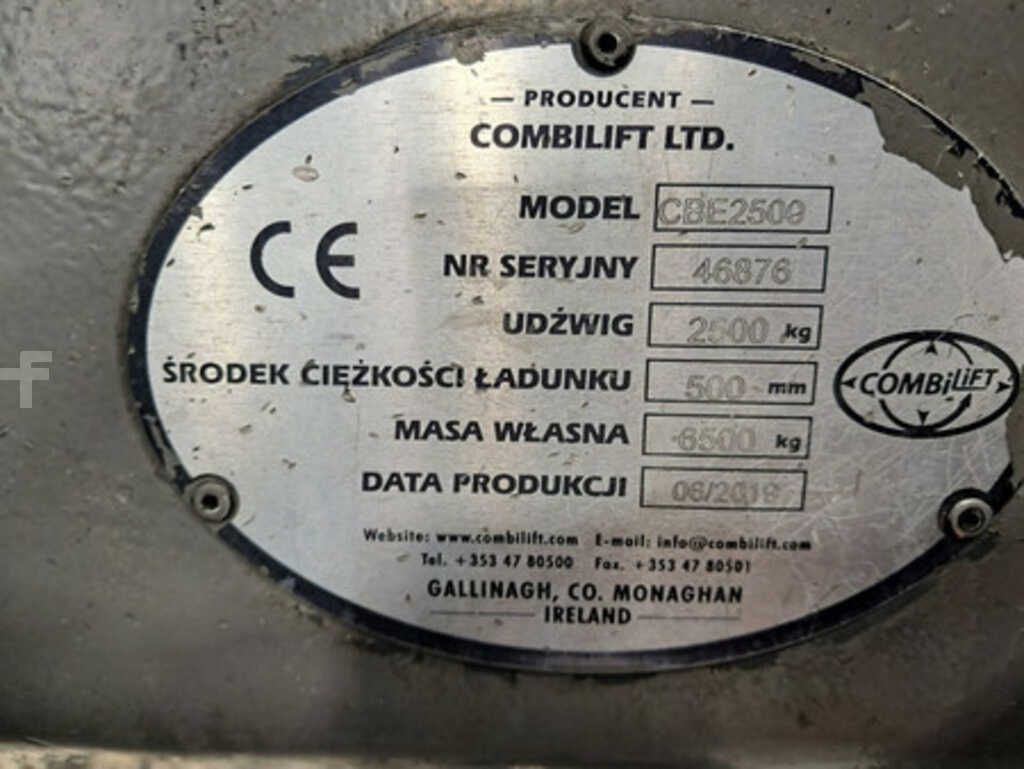 — PRODUCENT —
COMBILIFT LTD.
MODEL CBE2500
CE
NR SERYJNY 46876
UDŹWIG 2500 kg
ŚRODEK CIĘŻKOŚCI ŁADUNKU 500 mm
COMBiLiFT
MASA WŁASNA 6500 kg
DATA PRODUKCJI 06/2019
Website: www.combilift.com E-mail: info@combilift.com
Tel. +353 47 80500 Fax. +353 47 80501
GALLINAGH, CO. MONAGHAN
IRELAND
f